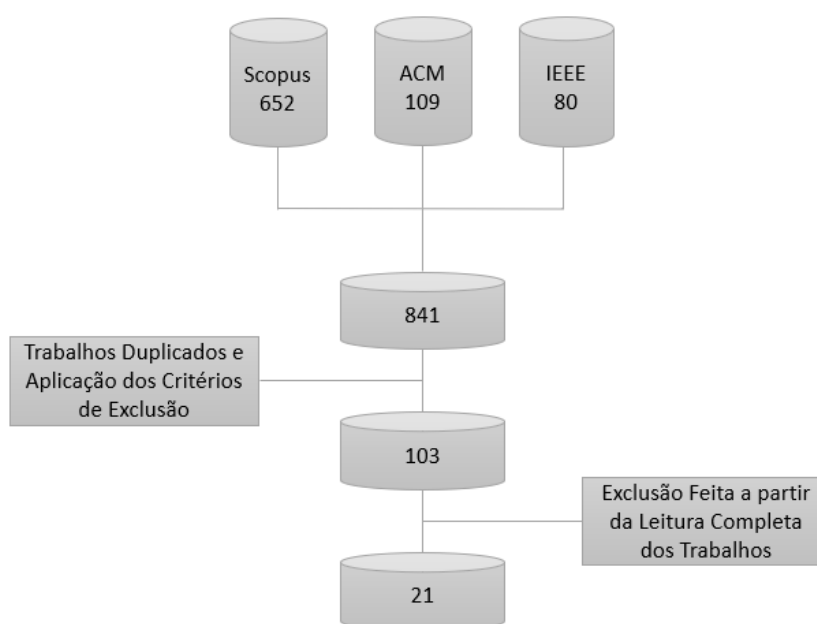 Scopus
652
ACM
109
IEEE
80
841
Trabalhos Duplicados e
Aplicação dos Critérios
de Exclusão
103
Exclusão Feita a partir
da Leitura Completa
dos Trabalhos
21